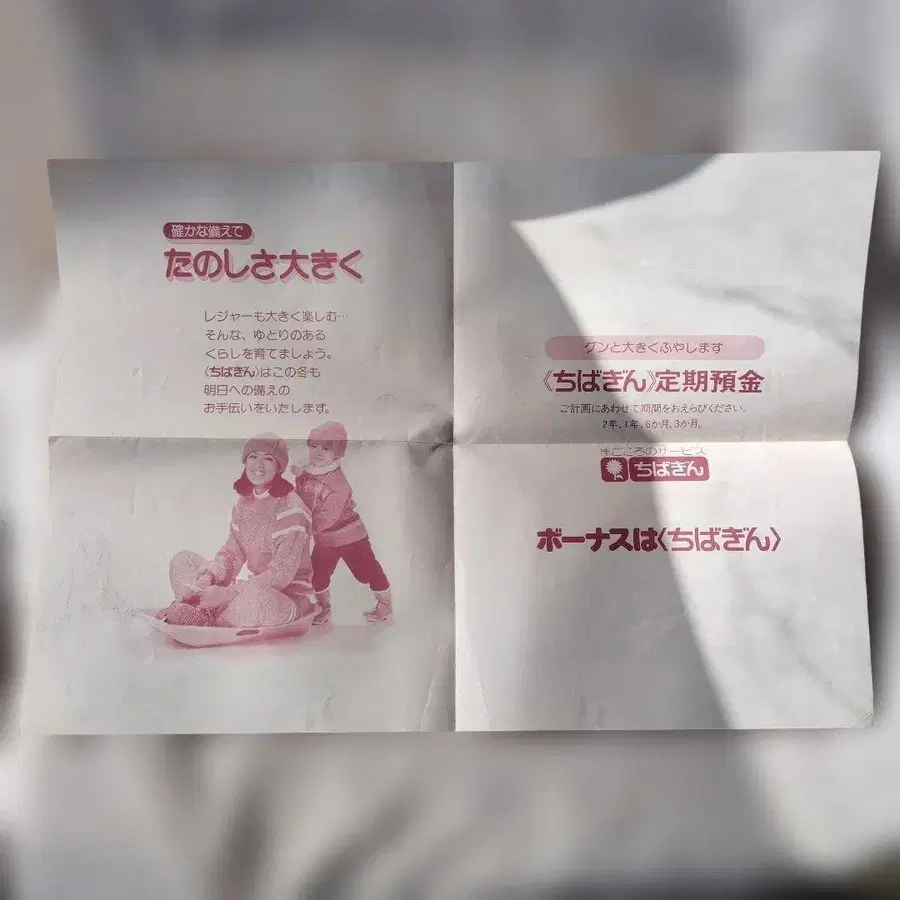 確かな備えで
たのしさ大きく
レジャーも大きく楽しむ…
そんな、ゆとりのある
くらしを育てましょう。
〈ちばぎん〉はこの冬も
明日への備えの
お手伝いをいたします。
グンと大きくふやします
《ちばぎん》定期預金
ご計画にあわせて期間をおえらびください。
2年、1年、6か月、3か月。
まごころのサービス
ちばぎん
ボーナスは〈ちばぎん〉